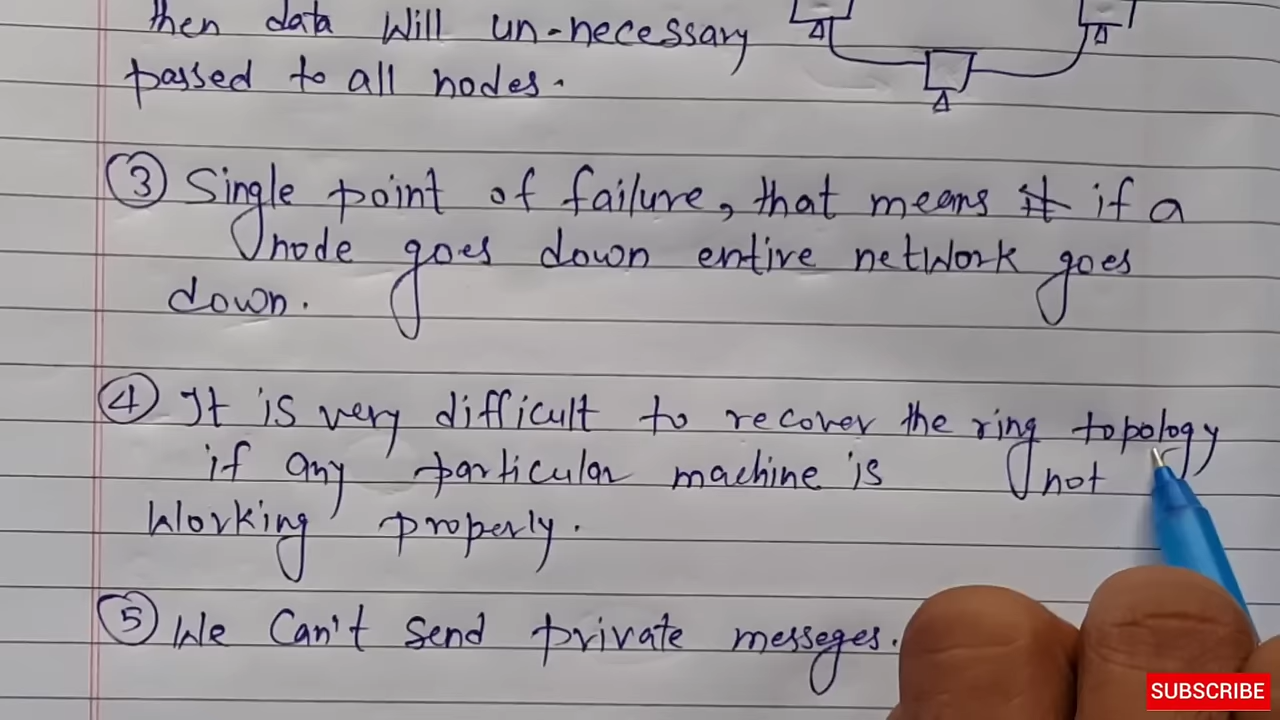 then data will un-necessary
passed to all nodes.
③ Single point of failure, that means it if a
node goes down entire network goes
down.
④ It is very difficult to recover the ring topology
if any particular machine is not
working properly.
⑤ We Can't send private messeges.
SUBSCRIBE